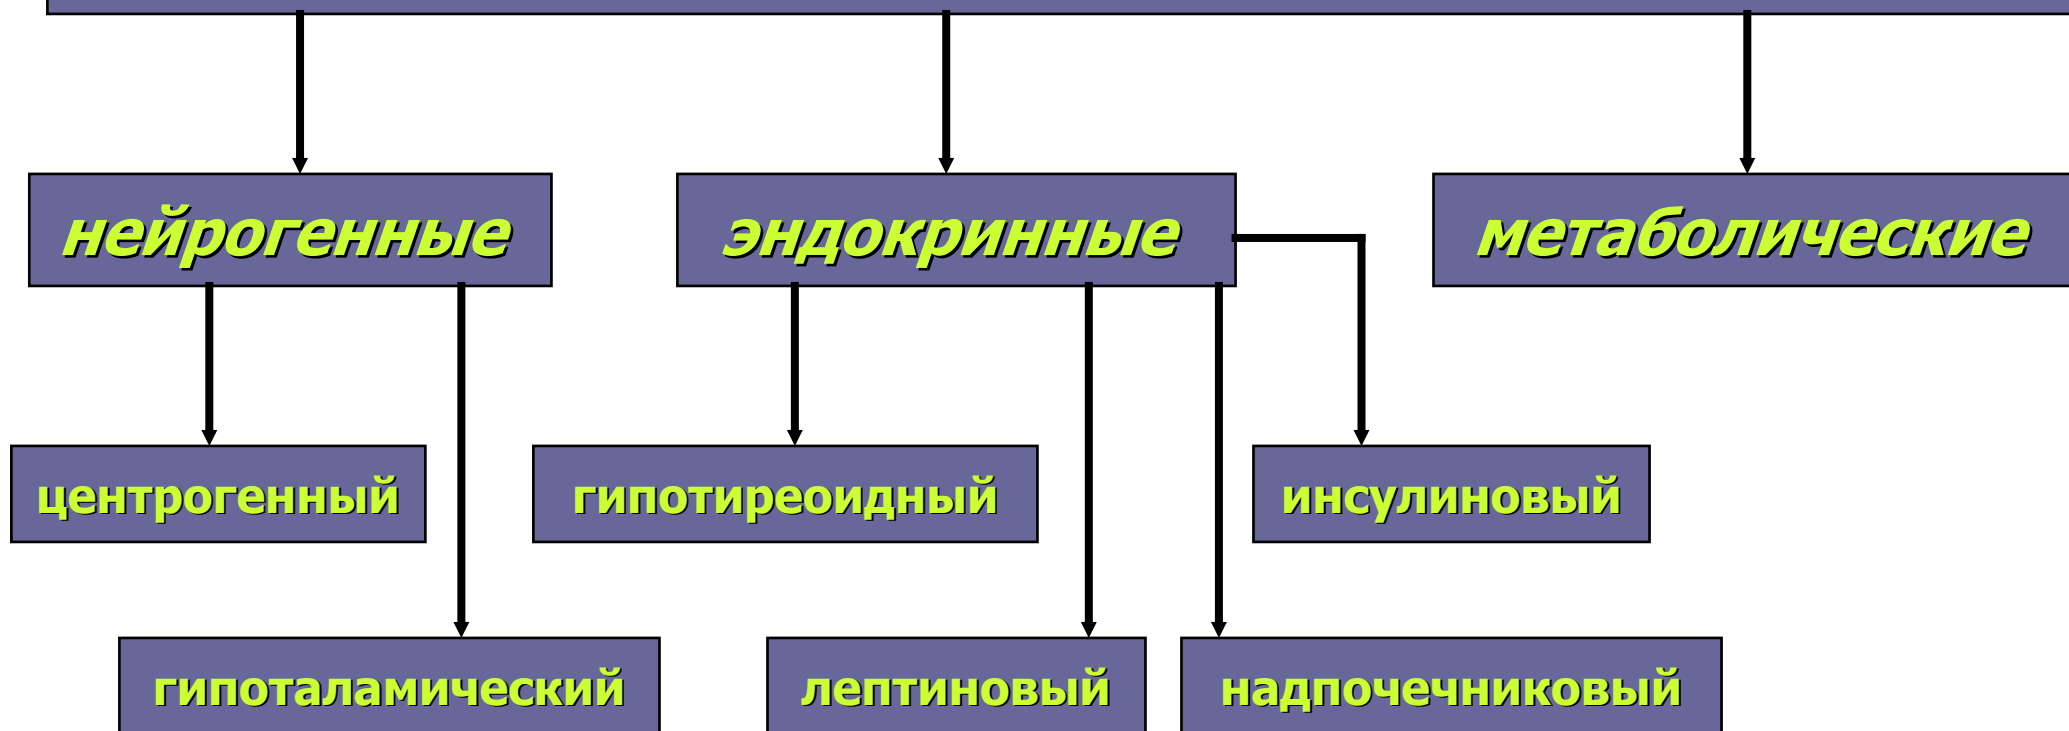 нейрогенные
эндокринные
метаболические
центрогенный
гипотиреоидный
инсулиновый
гипоталамический
лептиновый
надпочечниковый